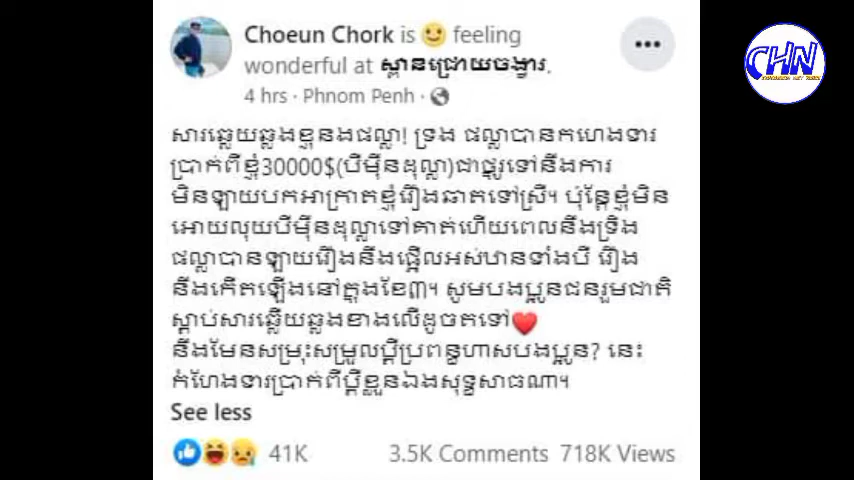 Choeun Chork is 🙂 feeling
wonderful at ស្ពានជ្រោយចង្វារ.
4 hrs · Phnom Penh ·
CHN
សារឆ្លើយឆ្លងខ្ញុំនងផល្លា! ទ្រីង ផល្លាបានកហែងទារ
ប្រាក់ពីខ្ញុំ30000$(បីម៉ឺនដុល្លា)ជាថ្នូរទៅនឹងការ
មិនឡាយបកអាក្រាតខ្ញុំរឿងឆាតទៅស្រី។ ប៉ុន្តែខ្ញុំមិន
អោយលុយបីម៉ឺនដុល្លាទៅគាត់ហើយពេលនឹងទ្រីង
ផល្លាបានឡាយរឿងនឹងផ្អើលអស់ឋានទាំងបី រឿង
នឹងកើតឡើងនៅក្នុងខែ៣។ សូមបងប្អូនជនរួមជាតិ
ស្ដាប់សារឆ្លើយឆ្លងខាងលើដូចតទៅ❤️
នឹងមែនសម្រុះសម្រួលប្ដីប្រពន្ធហាសបងប្អូន? នេះ
កំហែងទារប្រាក់ពីប្ដីខ្លួនឯងសុទ្ធសាធណា។
See less
41K 3.5K Comments 718K Views